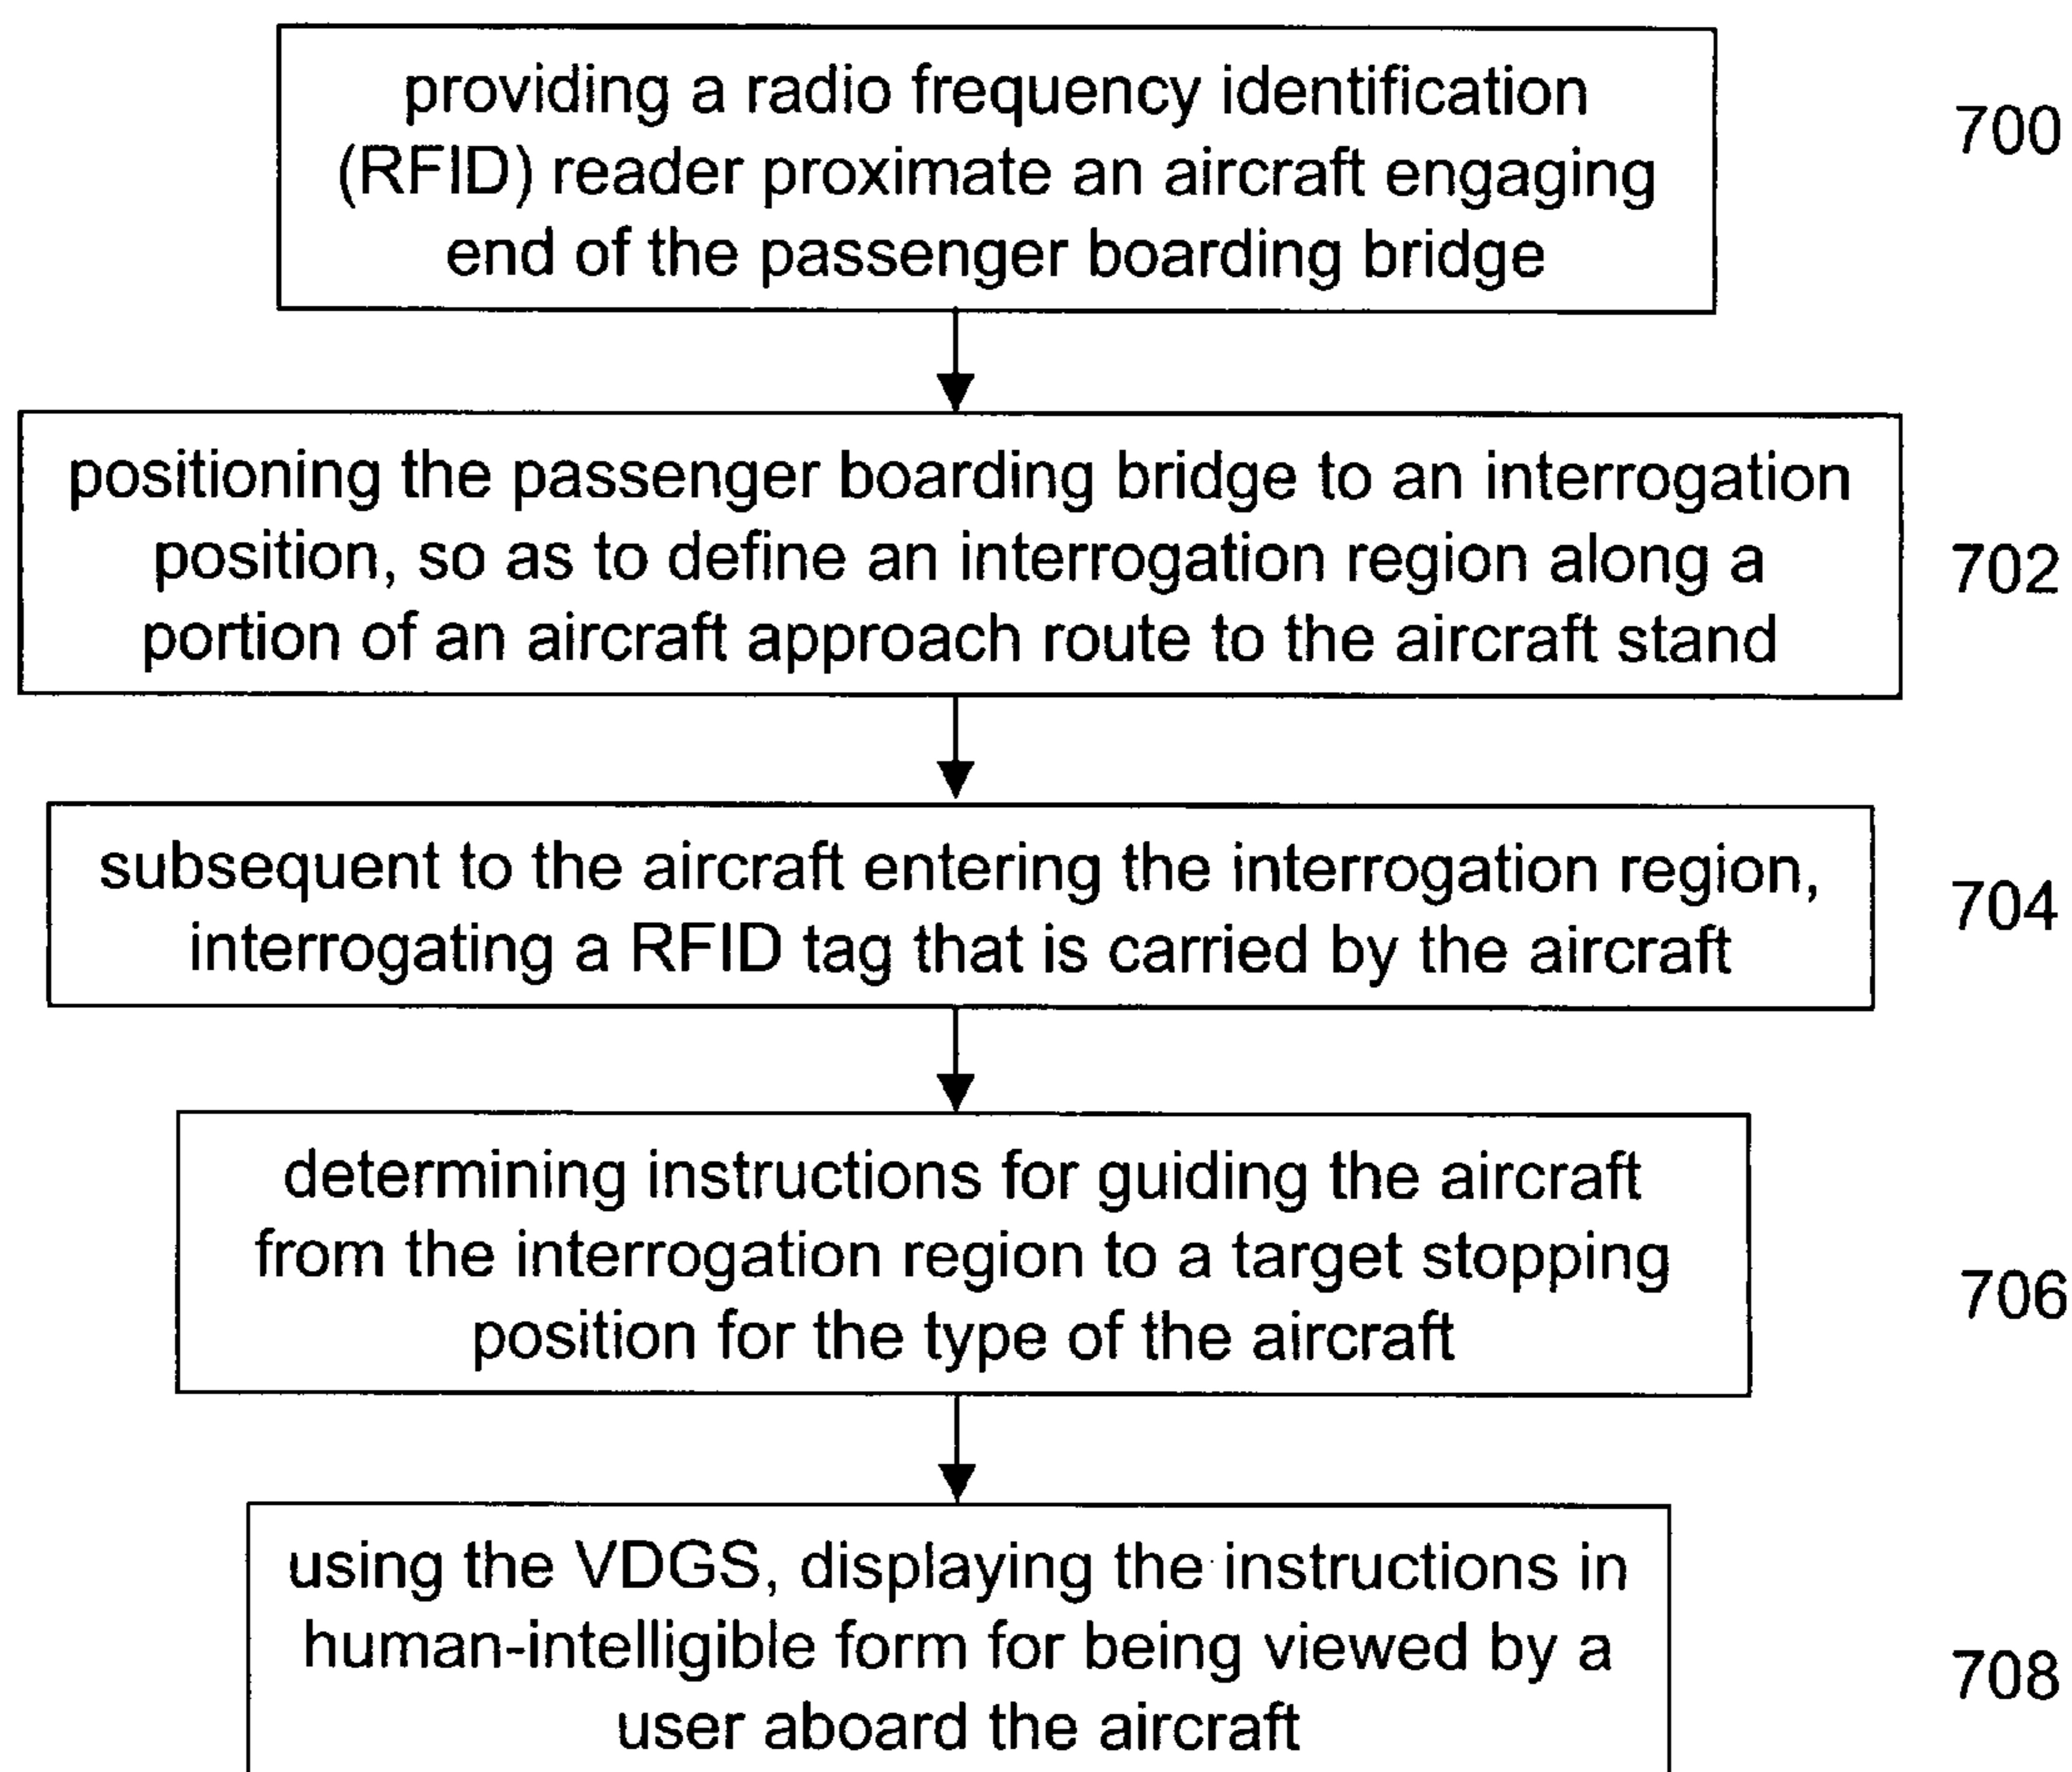 providing a radio frequency identification
(RFID) reader proximate an aircraft engaging
end of the passenger boarding bridge
700
positioning the passenger boarding bridge to an interrogation
position, so as to define an interrogation region along a
portion of an aircraft approach route to the aircraft stand
702
subsequent to the aircraft entering the interrogation region,
interrogating a RFID tag that is carried by the aircraft
704
determining instructions for guiding the aircraft
from the interrogation region to a target stopping
position for the type of the aircraft
706
using the VDGS, displaying the instructions in
human-intelligible form for being viewed by a
user aboard the aircraft
708